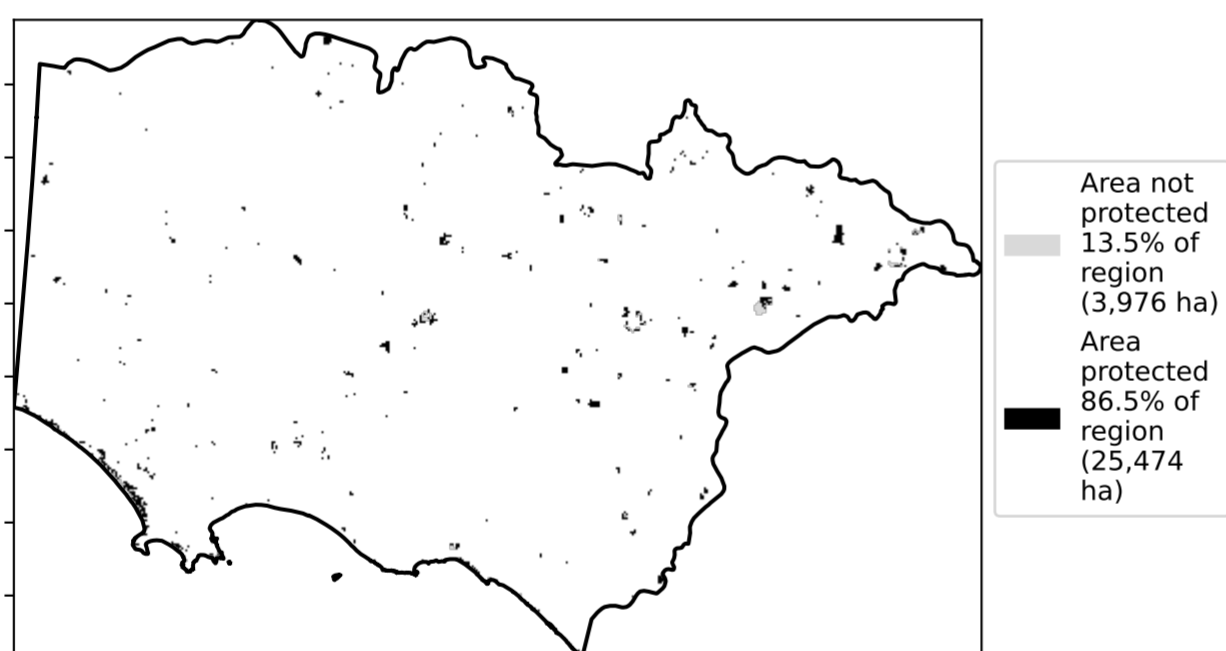 Area not
protected
13.5% of
region
(3,976 ha)
Area
protected
86.5% of
region
(25,474
ha)